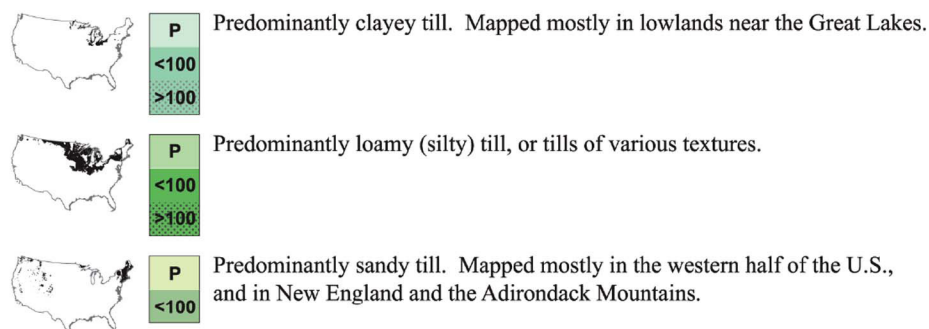 P
Predominantly clayey till. Mapped mostly in lowlands near the Great Lakes.
<100
>100
P
Predominantly loamy (silty) till, or tills of various textures.
<100
>100
P
Predominantly sandy till. Mapped mostly in the western half of the U.S.,
and in New England and the Adirondack Mountains.
<100